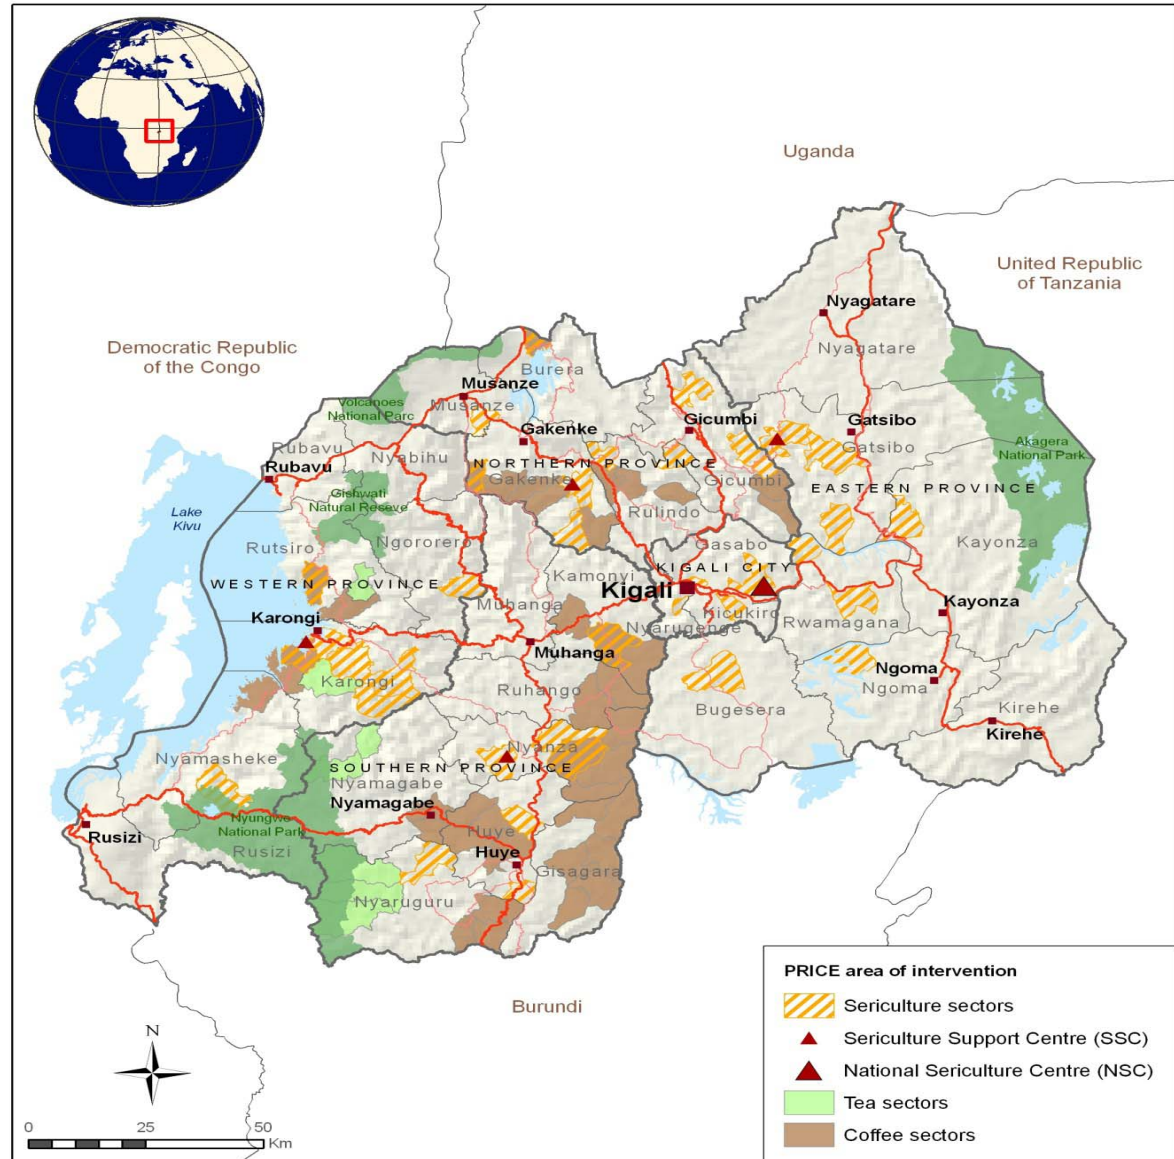 Uganda
United Republic
of Tanzania
Nyagatare
Nyagatare
Democratic Republic
of the Congo
Burera
Musanze
Musanze
Volcanoes
National Parc
Gakenke
Gicumbi
Gatsibo
Gatsibo
Akagera
National Park
Rubavu
Rubavu
Nyabihu
NORTHERN PROVINCE
Gakenke
Gicumbi
EASTERN PROVINCE
Gishwati
Natural Reseve
Lake
Kivu
Rulindo
Rutsiro
Ngororero
Gasabo
Kayonza
WESTERN PROVINCE
Kamonyi
KIGALI CITY
Kigali
Muhanga
Kicukiro
Kayonza
Karongi
Nyarugenge
Rwamagana
Muhanga
Karongi
Ruhango
Ngoma
Ngoma
Bugesera
Kirehe
Kirehe
Nyamasheke
Nyanza
SOUTHERN PROVINCE
Nyamagabe
Nyamagabe
Nyungwe
National Park
Rusizi
Rusizi
Huye
Huye
Gisagara
Nyaruguru
Burundi
N
0 25 50
Km
PRICE area of intervention
Sericulture sectors
Sericulture Support Centre (SSC)
National Sericulture Centre (NSC)
Tea sectors
Coffee sectors